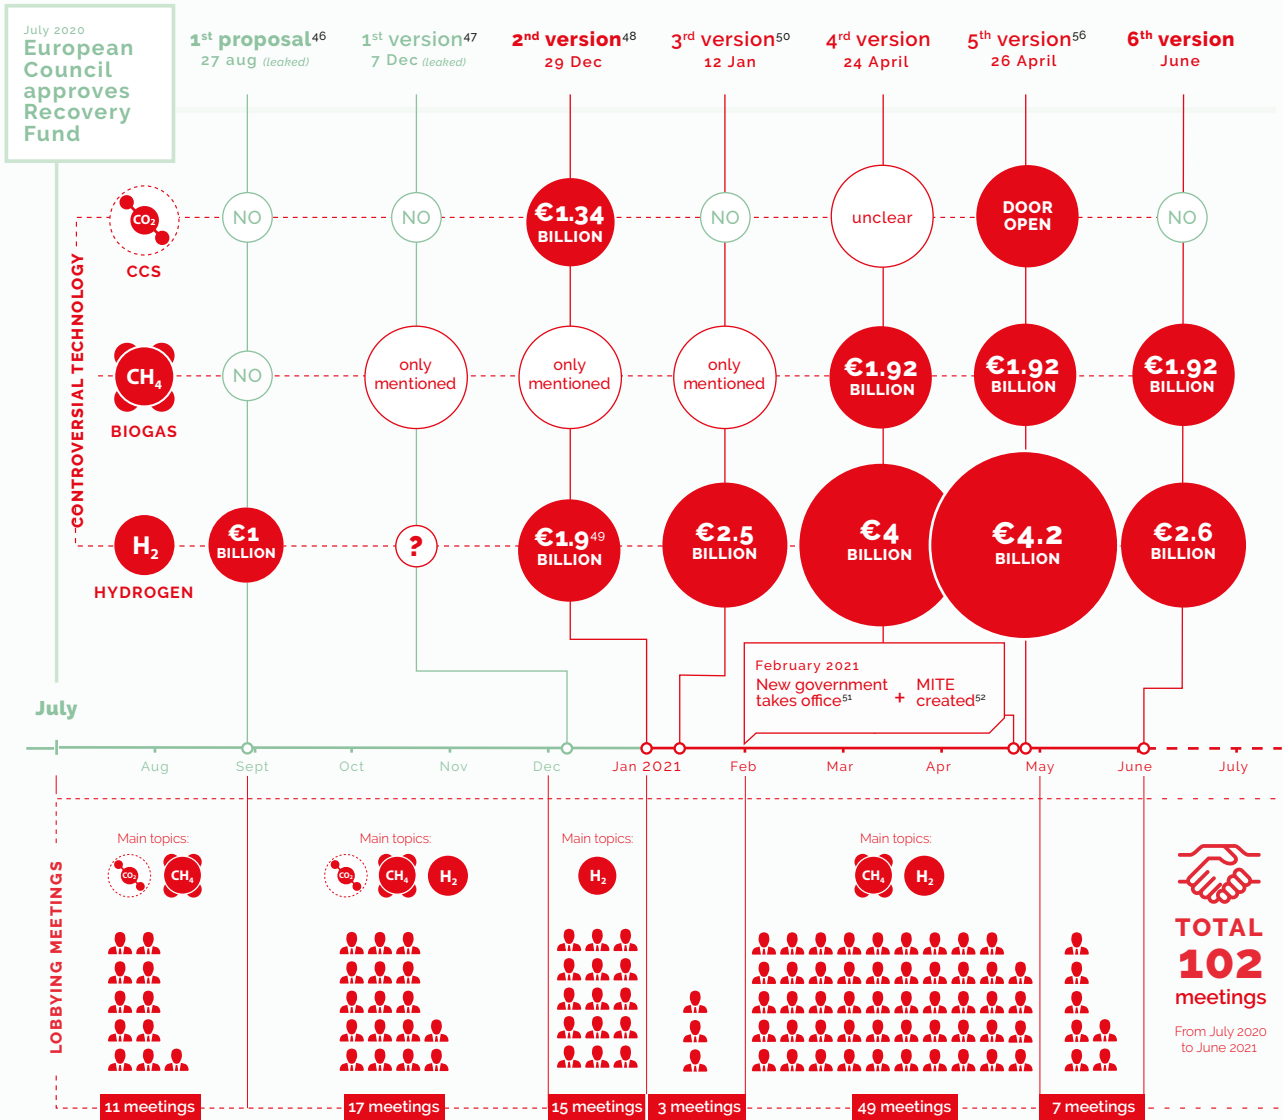 July 2020
European
Council
approves
Recovery
Fund
1st proposal46
27 aug (leaked)
1st version47
7 Dec (leaked)
2nd version48
29 Dec
3rd version50
12 Jan
4rd version
24 April
5th version56
26 April
6th version
June
CONTROVERSIAL TECHNOLOGY
CO2
CCS
NO
NO
€1.34
BILLION
NO
unclear
DOOR
OPEN
NO
CH4
BIOGAS
NO
only
mentioned
only
mentioned
only
mentioned
€1.92
BILLION
€1.92
BILLION
€1.92
BILLION
H2
HYDROGEN
€1
BILLION
?
€1.949
BILLION
€2.5
BILLION
€4
BILLION
€4.2
BILLION
€2.6
BILLION
February 2021
New government
takes office51
+
MITE
created52
July
Aug
Sept
Oct
Nov
Dec
Jan 2021
Feb
Mar
Apr
May
June
July
LOBBYING MEETINGS
Main topics:
CO2
CH4
11 meetings
Main topics:
CO2
CH4
H2
17 meetings
Main topics:
H2
15 meetings
3 meetings
Main topics:
CH4
H2
49 meetings
7 meetings
TOTAL
102
meetings
From July 2020
to June 2021